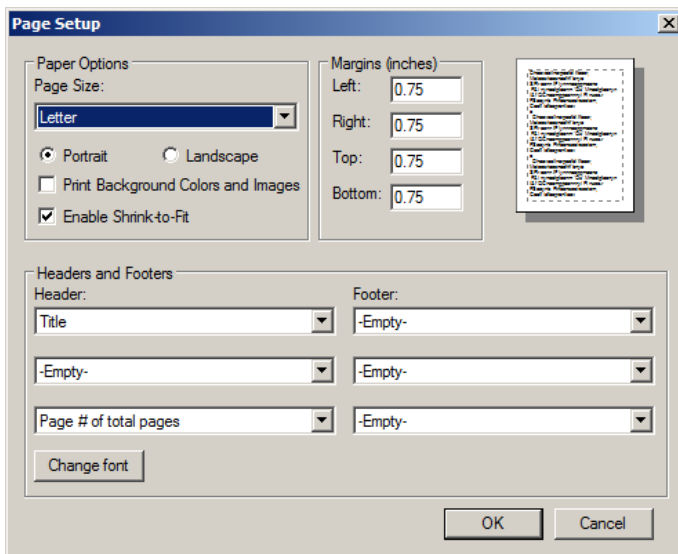 Page Setup
Paper Options
Page Size:
Letter
Portrait
Landscape
Print Background Colors and Images
Enable Shrink-to-Fit
Margins (inches)
Left: 0.75
Right: 0.75
Top: 0.75
Bottom: 0.75
Headers and Footers
Header: Footer:
Title -Empty-
-Empty- -Empty-
Page # of total pages -Empty-
Change font
OK Cancel